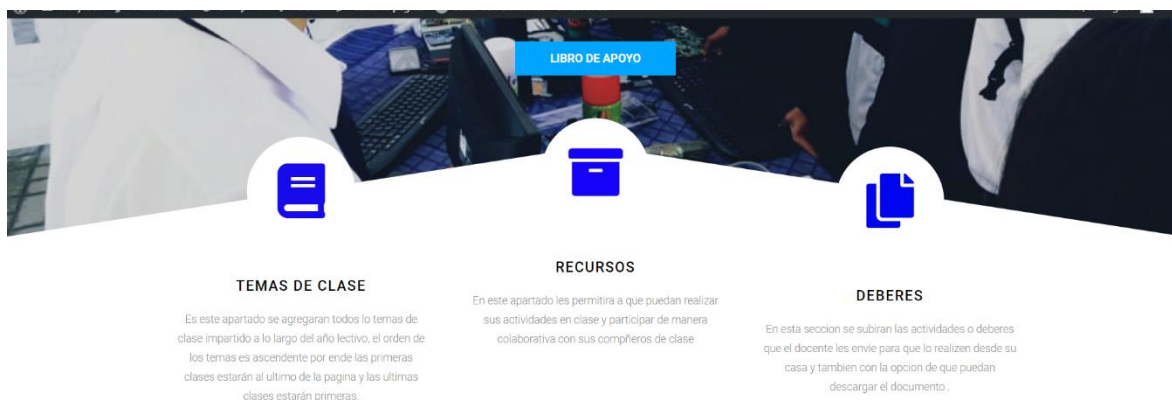 LIBRO DE APOYO
TEMAS DE CLASE
Es este apartado se agregaran todos lo temas de
clase impartido a lo largo del año lectivo, el orden de
los temas es ascendente por ende las primeras
clases estarán al ultimo de la pagina y las ultimas
clases estarán primeras.
RECURSOS
En este apartado les permitira a que puedan realizar
sus actividades en clase y participar de manera
colaborativa con sus compñeros de clase
DEBERES
En esta seccion se subiran las actividades o deberes
que el docente les envie para que lo realizen desde su
casa y tambien con la opcion de que puedan
descargar el documento .